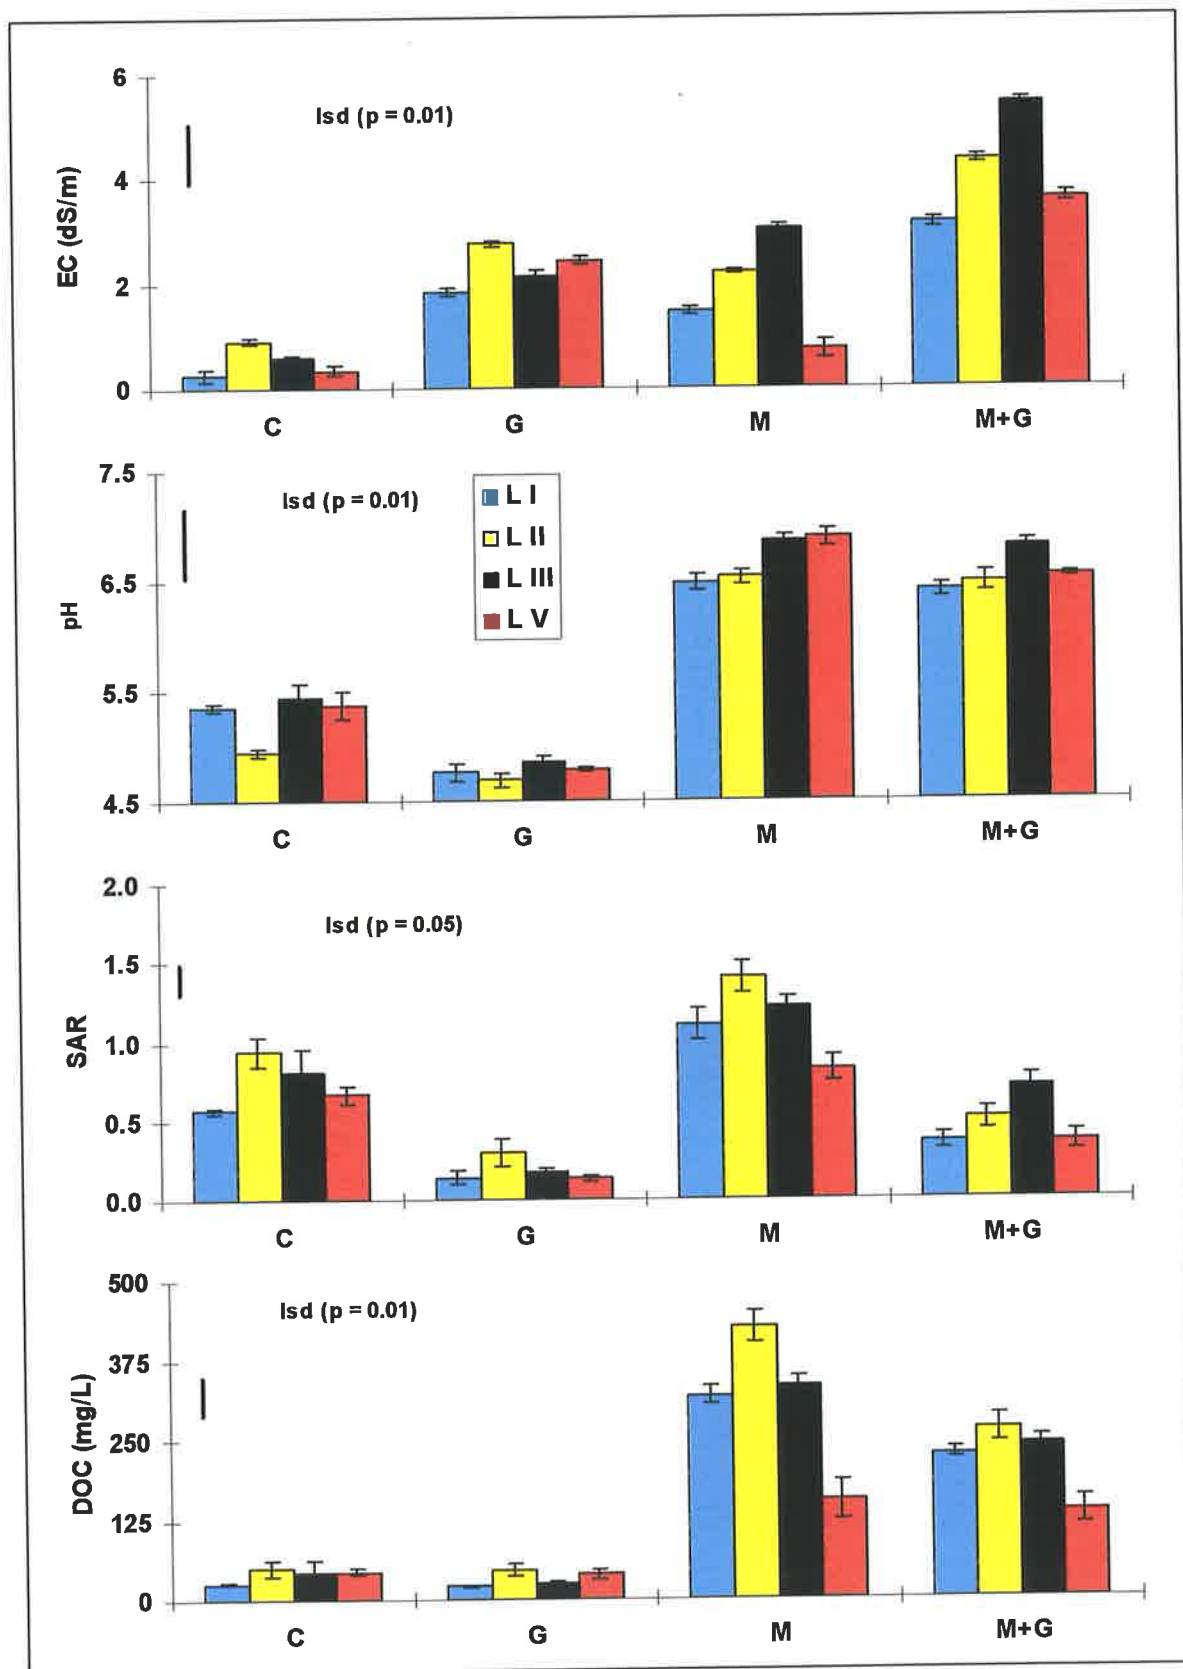 6
lsd (p = 0.01)
4
EC (dS/m)
2
0
C G M M+G
7.5
lsd (p = 0.01)
L I
L II
6.5
L III
pH
L V
5.5
4.5
C G M M+G
2.0
lsd (p = 0.05)
1.5
SAR
1.0
0.5
0.0
C G M M+G
500
lsd (p = 0.01)
375
DOC (mg/L)
250
125
0
C G M M+G